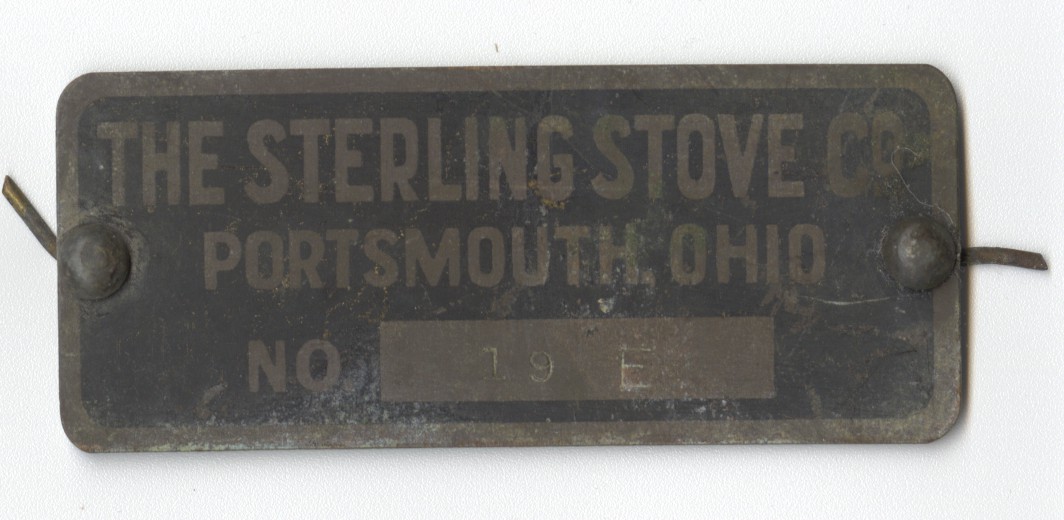 THE STERLING STOVE CO.
PORTSMOUTH, OHIO
NO 19 E